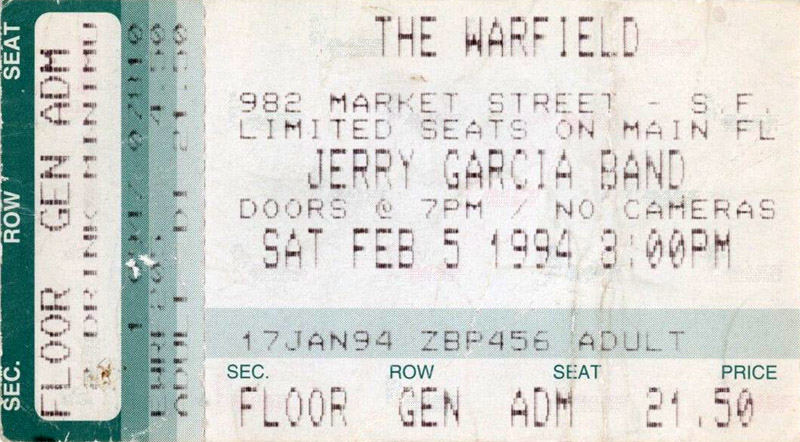 THE WARFIELD
982 MARKET STREET - S.F.
LIMITED SEATS ON MAIN FL
JERRY GARCIA BAND
DOORS @ 7PM / NO CAMERAS
SAT FEB 5 1994 8:00PM
17JAN94 ZBP456 ADULT
SEC. ROW SEAT PRICE
FLOOR GEN ADM 21.50
SEC. ROW SEAT
FLOOR GEN ADM
DRINK MINIMU